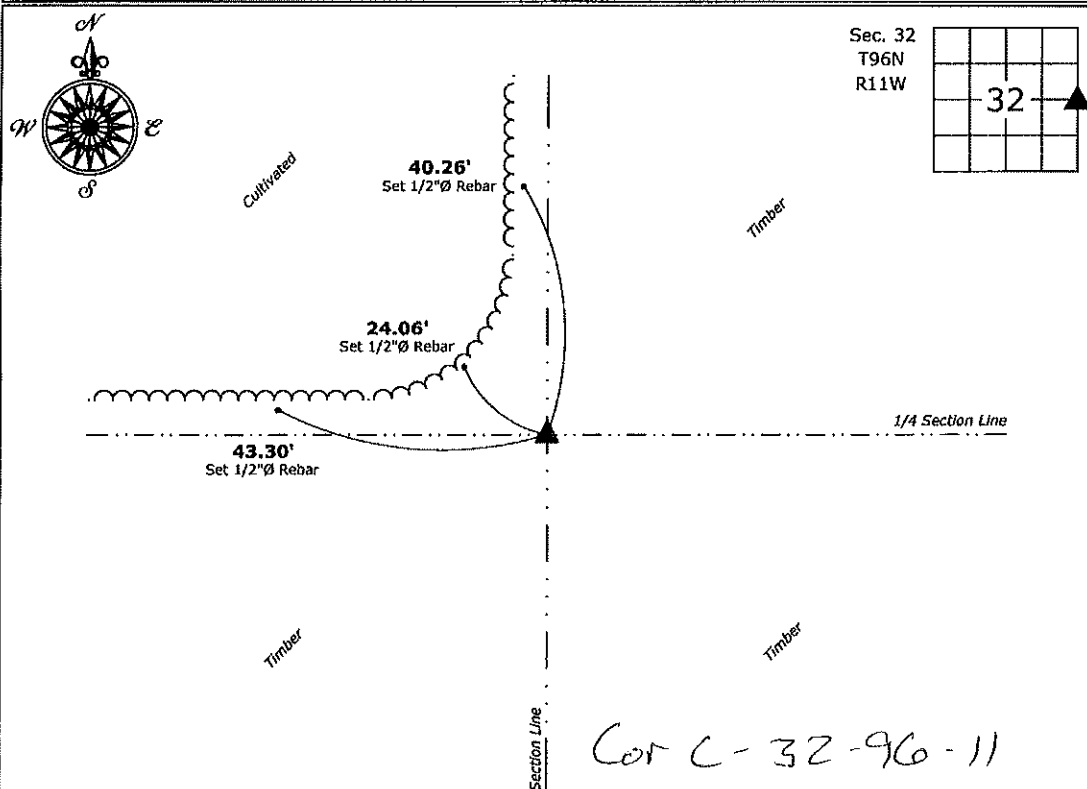 N
W E
S
Sec. 32
T96N
R11W
32
Cultivated
40.26'
Set 1/2"Ø Rebar
Timber
24.06'
Set 1/2"Ø Rebar
1/4 Section Line
43.30'
Set 1/2"Ø Rebar
Timber
Timber
Section Line
Cor C-32-96-11